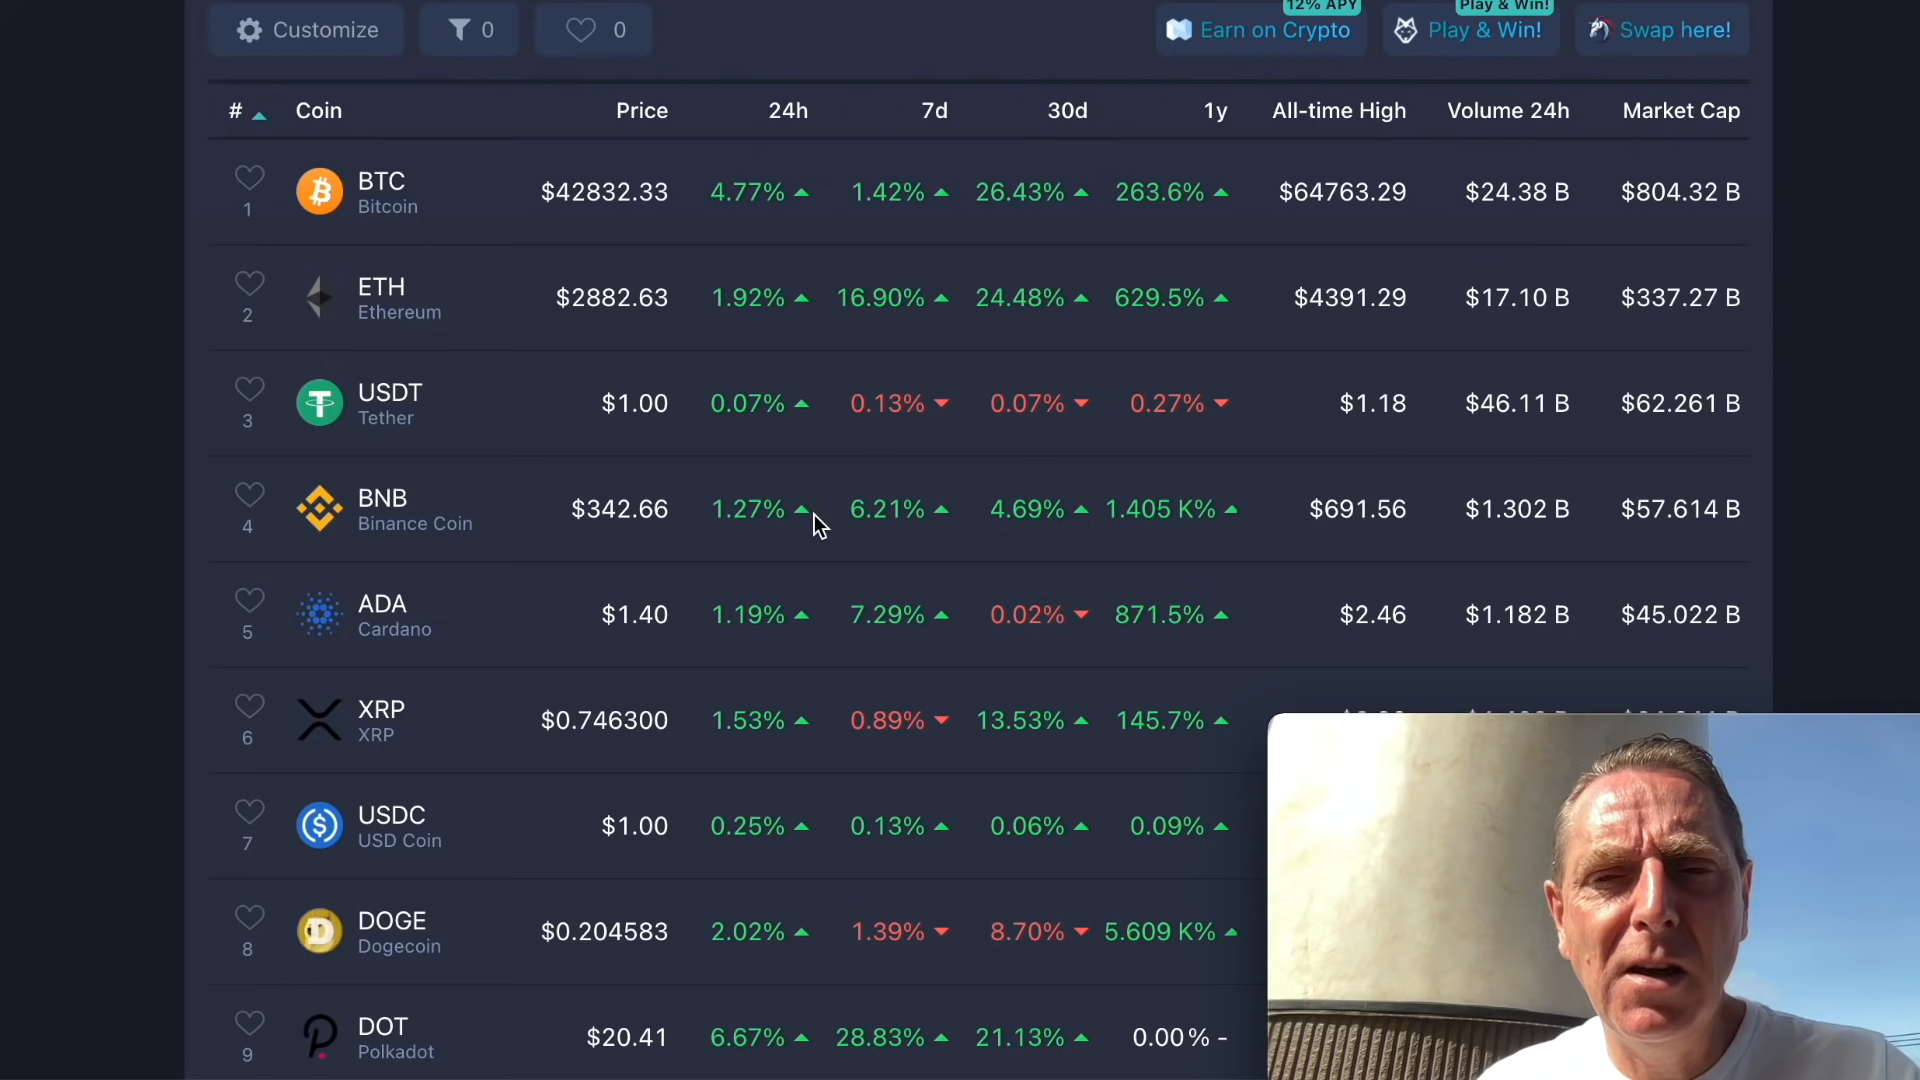 Customize 0 0 12% APY Earn on Crypto Play & Win! Play & Win! Swap here!
# Coin Price 24h 7d 30d 1y All-time High Volume 24h Market Cap
1 BTC Bitcoin $42832.33 4.77% 1.42% 26.43% 263.6% $64763.29 $24.38 B $804.32 B
2 ETH Ethereum $2882.63 1.92% 16.90% 24.48% 629.5% $4391.29 $17.10 B $337.27 B
3 USDT Tether $1.00 0.07% 0.13% 0.07% 0.27% $1.18 $46.11 B $62.261 B
4 BNB Binance Coin $342.66 1.27% 6.21% 4.69% 1.405 K% $691.56 $1.302 B $57.614 B
5 ADA Cardano $1.40 1.19% 7.29% 0.02% 871.5% $2.46 $1.182 B $45.022 B
6 XRP XRP $0.746300 1.53% 0.89% 13.53% 145.7%
7 USDC USD Coin $1.00 0.25% 0.13% 0.06% 0.09%
8 DOGE Dogecoin $0.204583 2.02% 1.39% 8.70% 5.609 K%
9 DOT Polkadot $20.41 6.67% 28.83% 21.13% 0.00% -